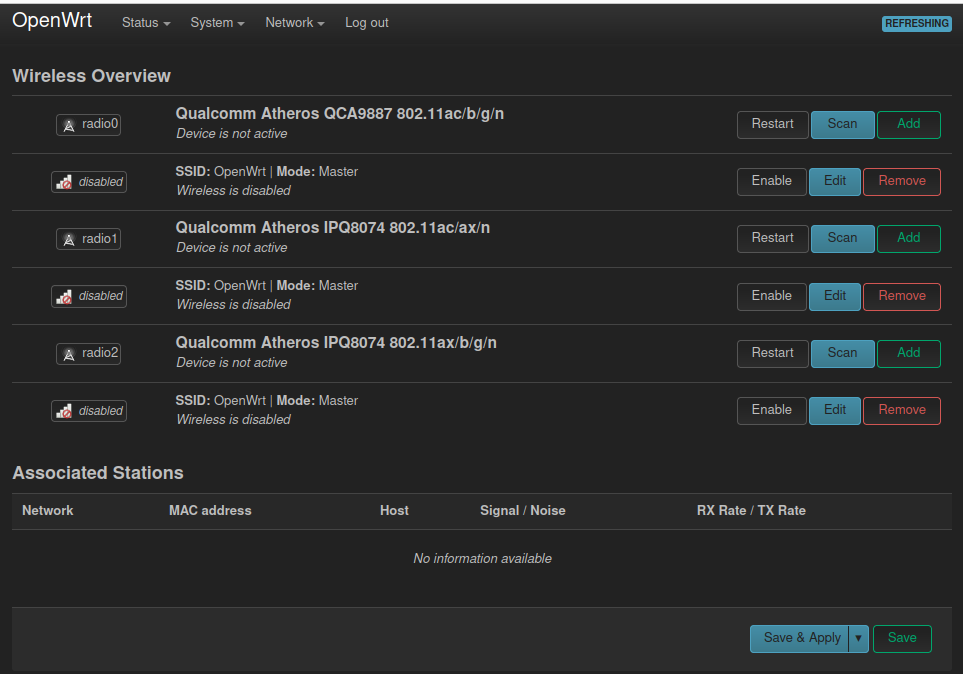 OpenWrt Status System Network Log out REFRESHING
Wireless Overview
radio0 Qualcomm Atheros QCA9887 802.11ac/b/g/n Restart Scan Add
Device is not active
disabled SSID: OpenWrt | Mode: Master Enable Edit Remove
Wireless is disabled
radio1 Qualcomm Atheros IPQ8074 802.11ac/ax/n Restart Scan Add
Device is not active
disabled SSID: OpenWrt | Mode: Master Enable Edit Remove
Wireless is disabled
radio2 Qualcomm Atheros IPQ8074 802.11ax/b/g/n Restart Scan Add
Device is not active
disabled SSID: OpenWrt | Mode: Master Enable Edit Remove
Wireless is disabled
Associated Stations
Network MAC address Host Signal / Noise RX Rate / TX Rate
No information available
Save & Apply Save